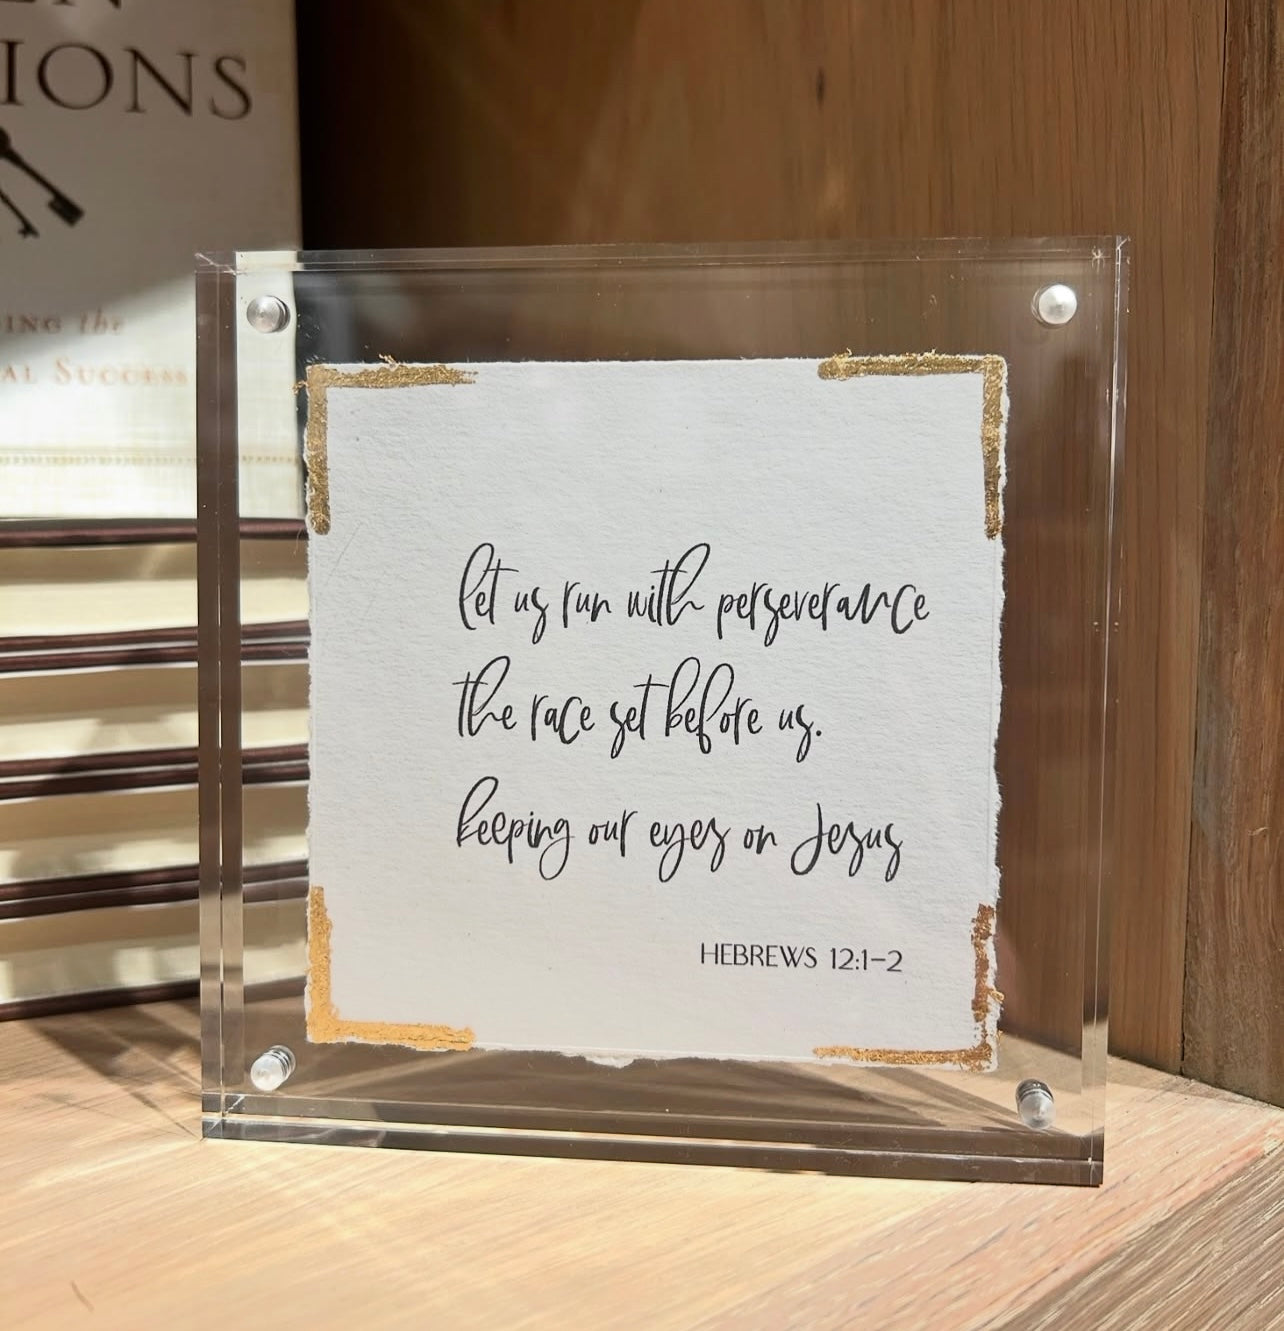 IONS
ING the
AL SUCCESS
let us run with perseverance
the race set before us.
keeping our eyes on Jesus
HEBREWS 12:1–2